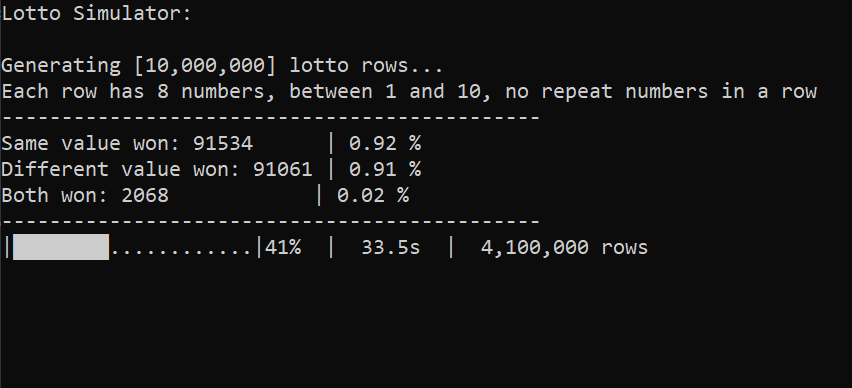 Lotto Simulator:
Generating [10,000,000] lotto rows...
Each row has 8 numbers, between 1 and 10, no repeat numbers in a row
---------------------------------------------
Same value won: 91534      | 0.92 %
Different value won: 91061 | 0.91 %
Both won: 2068            | 0.02 %
---------------------------------------------
|████████............|41%  |  33.5s  |  4,100,000 rows